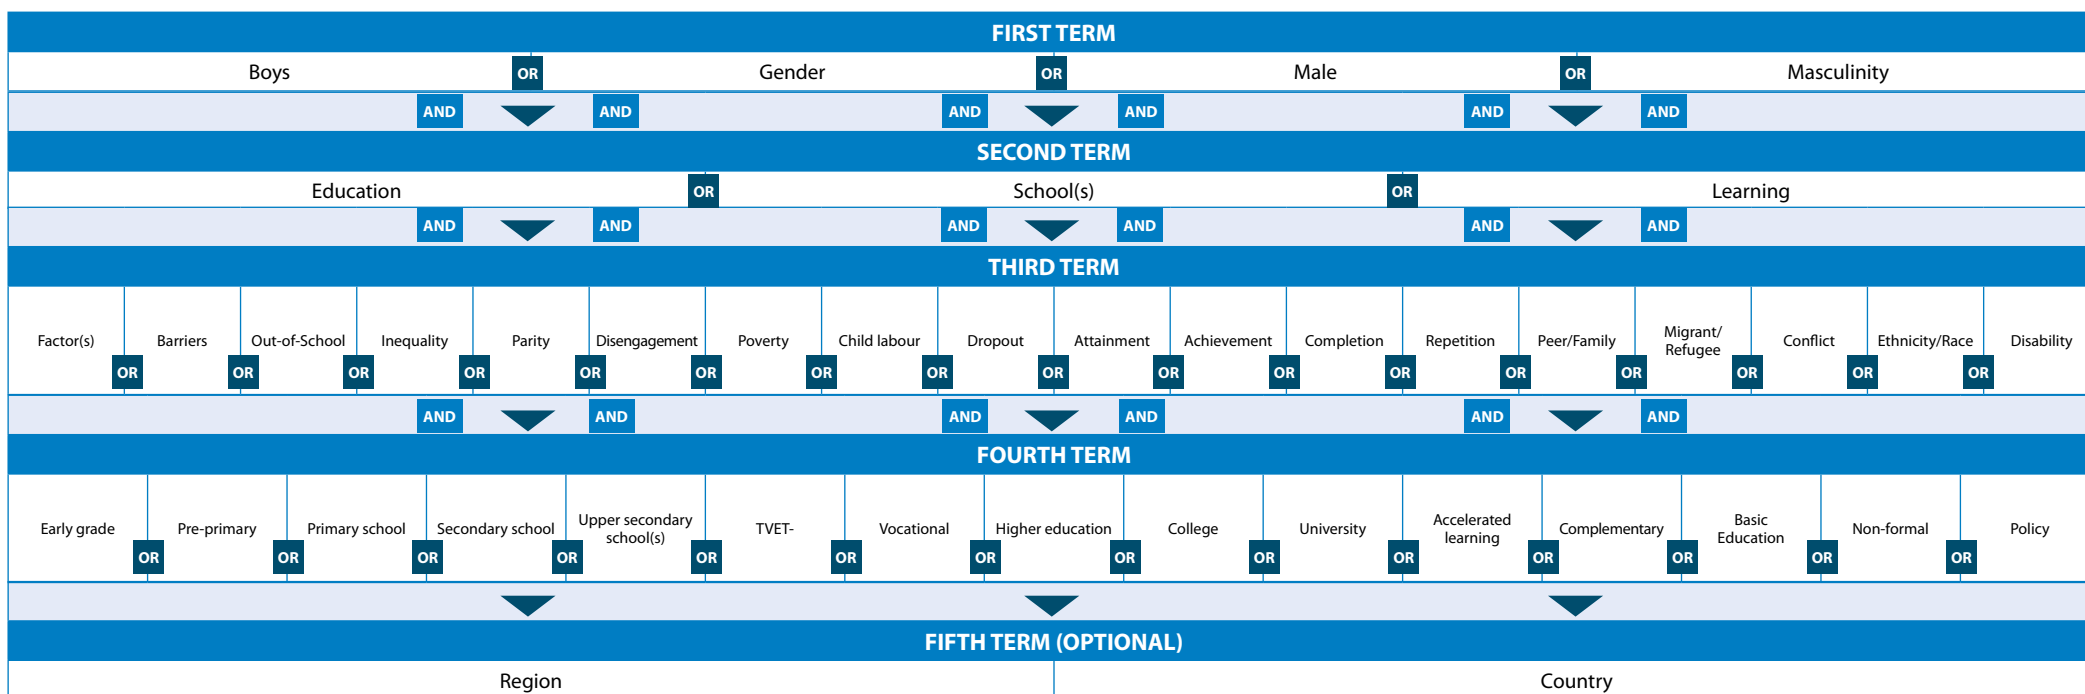 FIRST TERM
Boys OR Gender OR Male OR Masculinity
AND AND AND AND AND AND
SECOND TERM
Education OR School(s) OR Learning
AND AND AND AND AND AND
THIRD TERM
Factor(s) OR Barriers OR Out-of-School OR Inequality OR Parity OR Disengagement OR Poverty OR Child labour OR Dropout OR Attainment OR Achievement OR Completion OR Repetition OR Peer/Family OR Migrant/ Refugee OR Conflict OR Ethnicity/Race OR Disability
AND AND AND AND AND AND
FOURTH TERM
Early grade OR Pre-primary OR Primary school OR Secondary school OR Upper secondary school(s) OR TVET- OR Vocational OR Higher education OR College OR University OR Accelerated learning OR Complementary OR Basic Education OR Non-formal OR Policy
FIFTH TERM (OPTIONAL)
Region Country